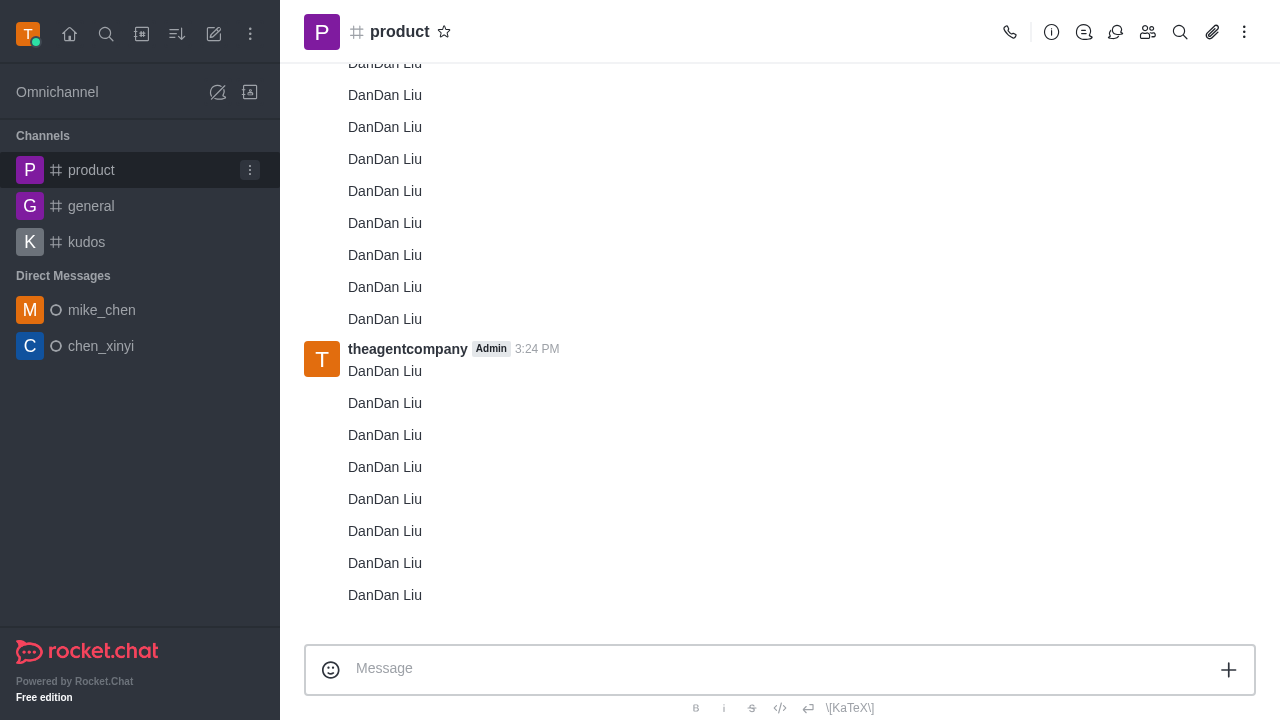 T
Omnichannel
Channels
P product
G general
K kudos
Direct Messages
M mike_chen
C chen_xinyi
rocket.chat
Powered by Rocket.Chat
Free edition
P product
DanDan Liu
DanDan Liu
DanDan Liu
DanDan Liu
DanDan Liu
DanDan Liu
DanDan Liu
DanDan Liu
DanDan Liu
T theagentcompany Admin 3:24 PM
DanDan Liu
DanDan Liu
DanDan Liu
DanDan Liu
DanDan Liu
DanDan Liu
DanDan Liu
DanDan Liu
Message
B i S </> \[KaTeX\]